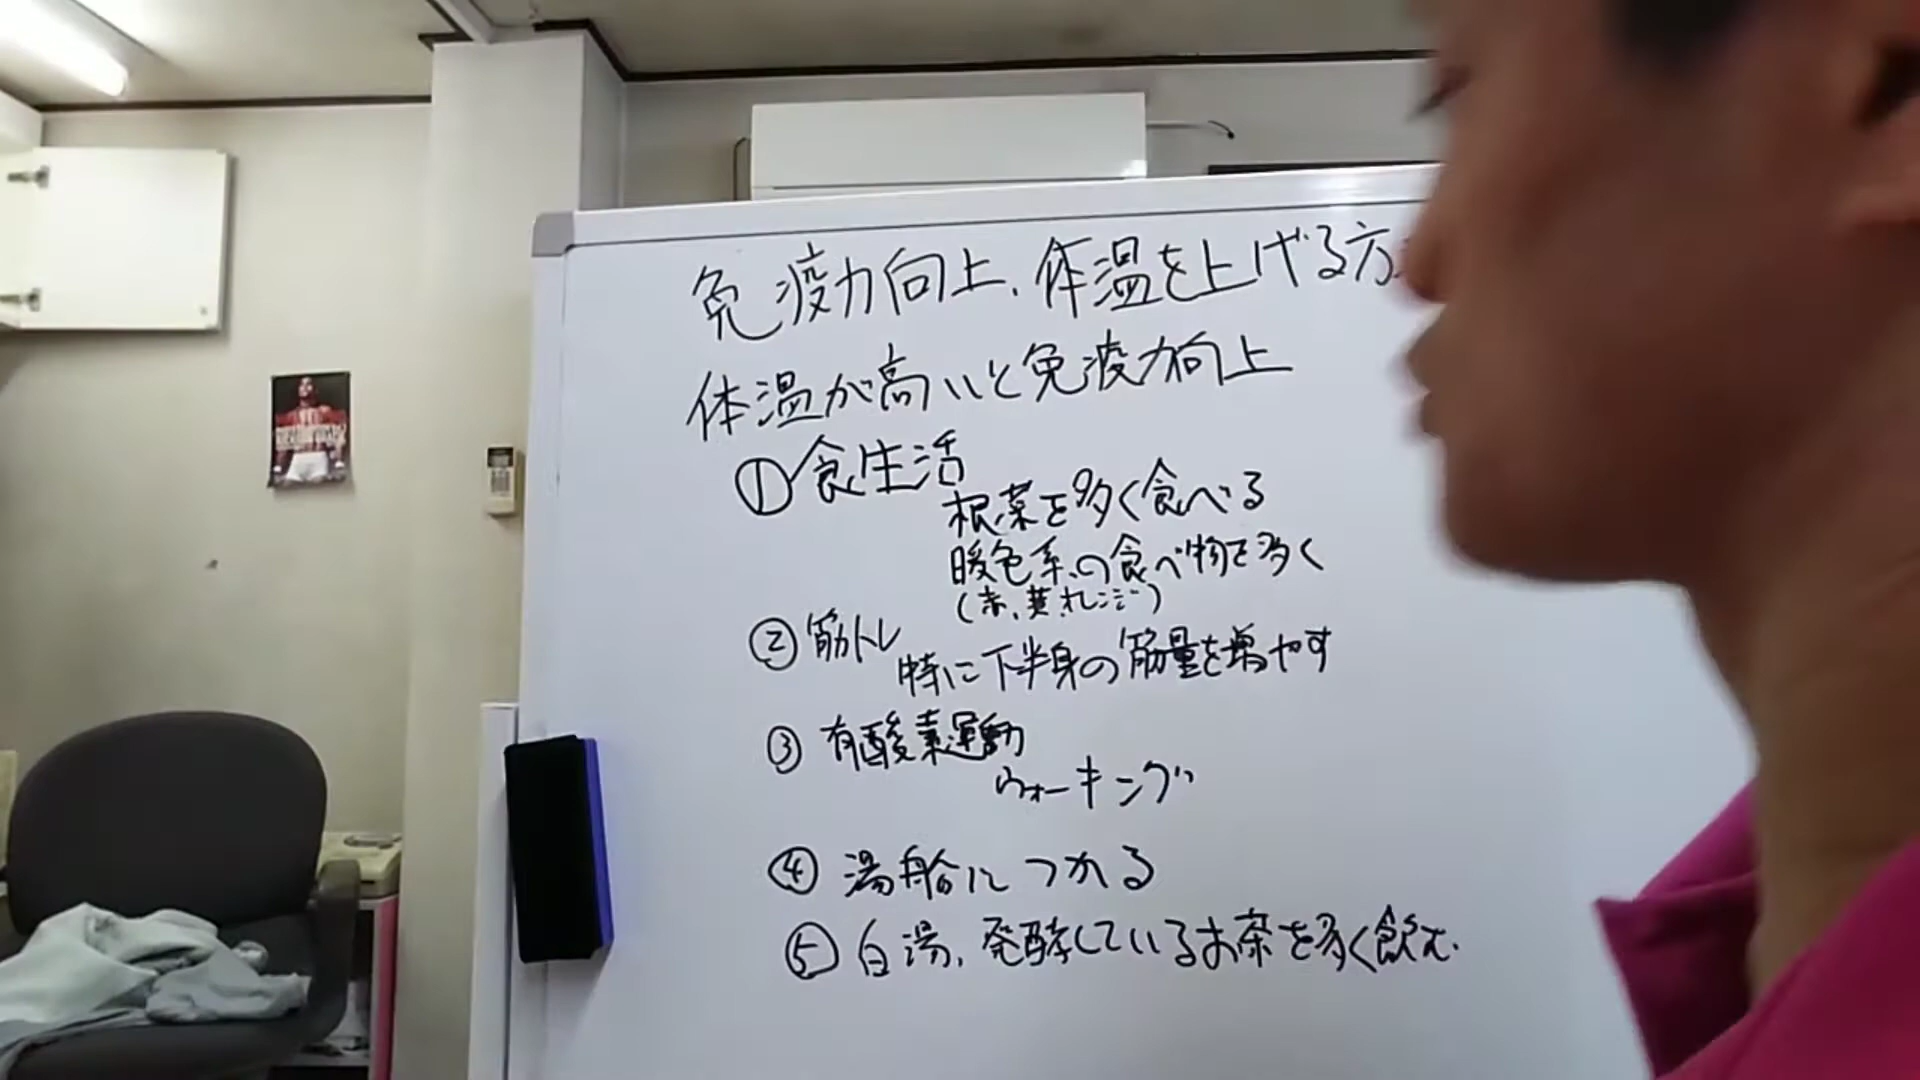 免疫力向上、体温を上げる方
体温が高いと免疫力向上
①食生活
根菜を多く食べる
暖色系の食べ物を多く
(赤、黄、オレンジ)
②筋トレ
特に下半身の筋量を増やす
③有酸素運動
ウォーキング
④湯船につかる
⑤白湯、発酵しているお茶を多く飲む。